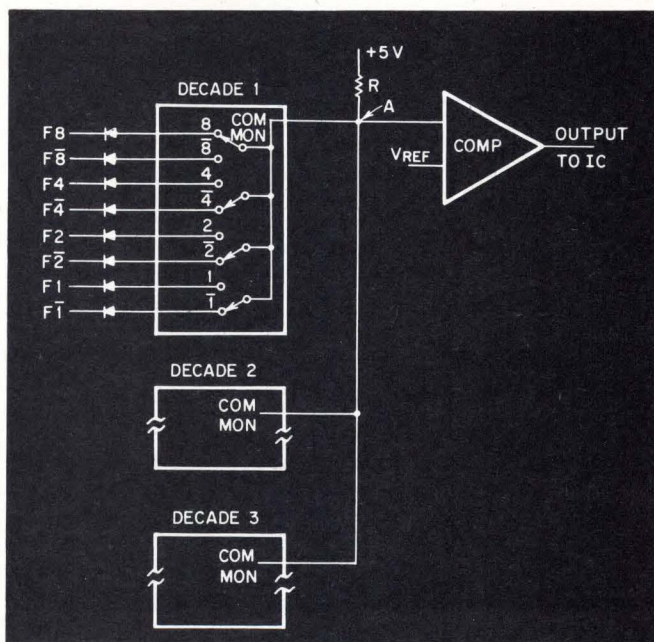 +5V
DECADE 1
R
COM
MON
A
F8
8
F8̅
8̅
COMP
OUTPUT
TO IC
VREF
F4
4
F4̅
4̅
F2
2
F2̅
2̅
F1
1
F1̅
1̅
DECADE 2
COM
MON
DECADE 3
COM
MON